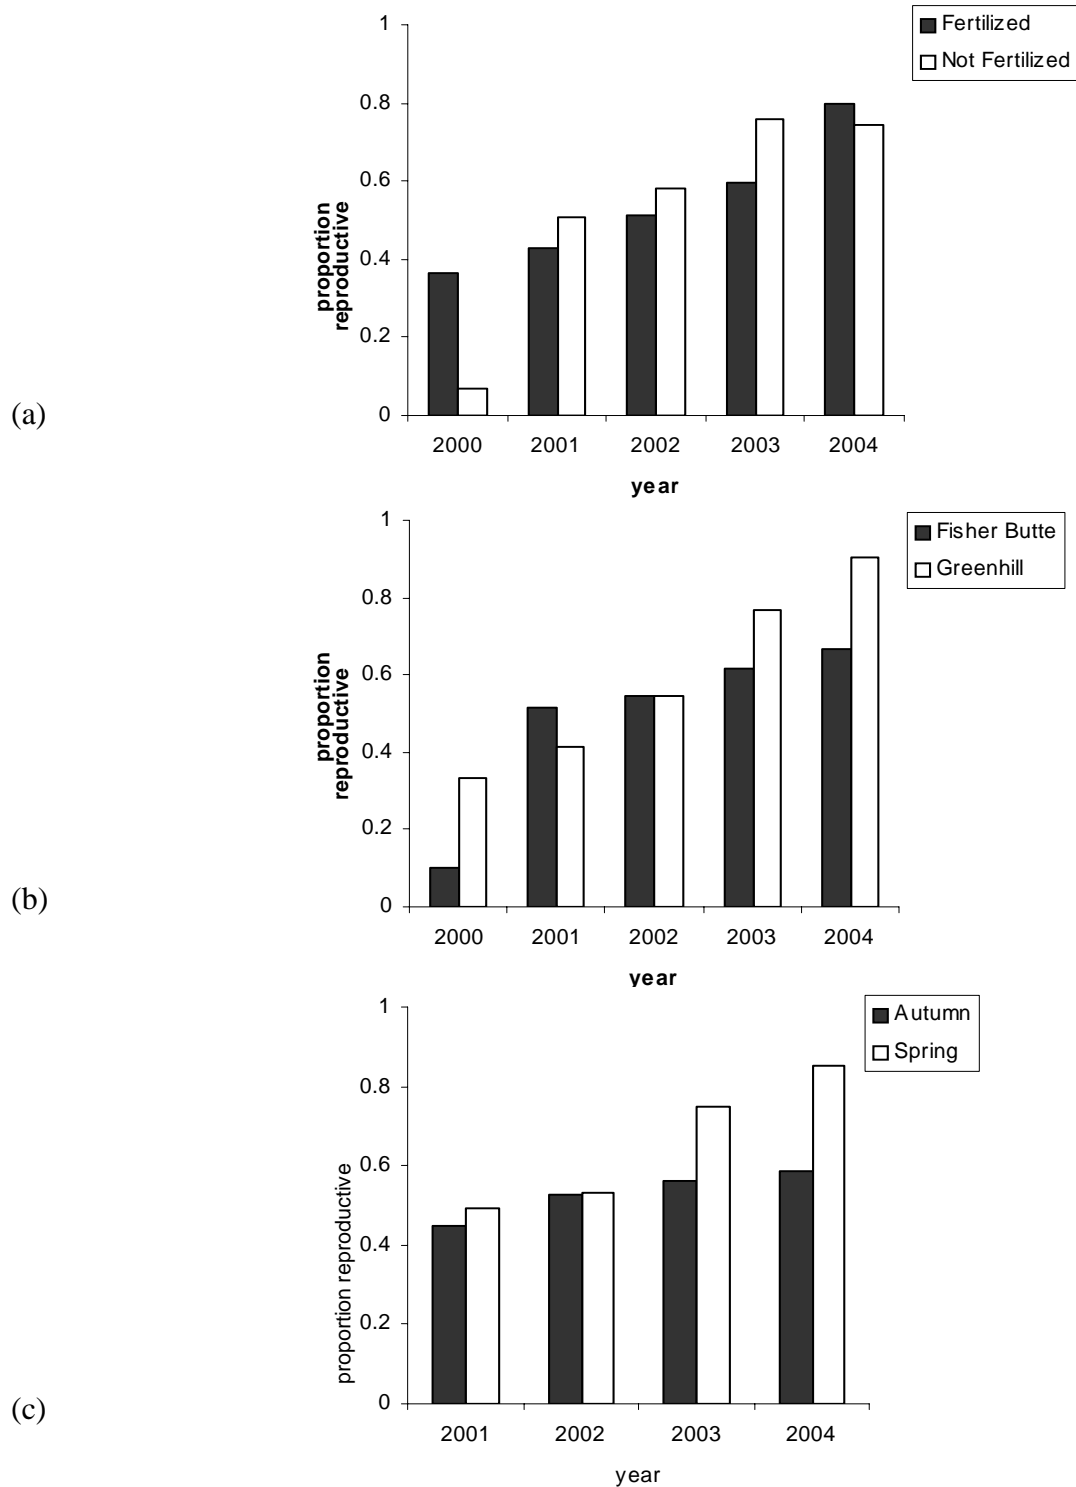 1
Fertilized
Not Fertilized
0.8
0.6
0.4
0.2
0
proportion
reproductive
2000 2001 2002 2003 2004
year
(a)
1
Fisher Butte
Greenhill
0.8
0.6
0.4
0.2
0
proportion
reproductive
2000 2001 2002 2003 2004
year
(b)
1
Autumn
Spring
0.8
0.6
0.4
0.2
0
proportion reproductive
2001 2002 2003 2004
year
(c)